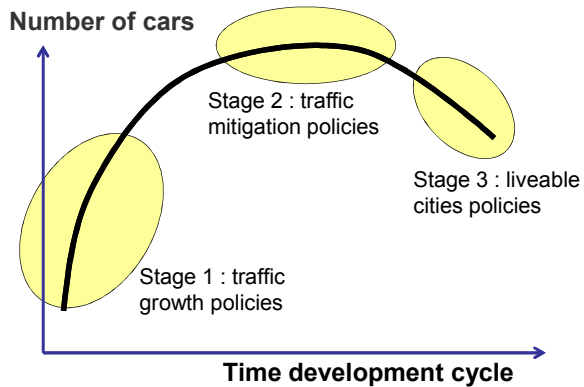 Number of cars
Stage 2 : traffic
mitigation policies
Stage 3 : liveable
cities policies
Stage 1 : traffic
growth policies
Time development cycle